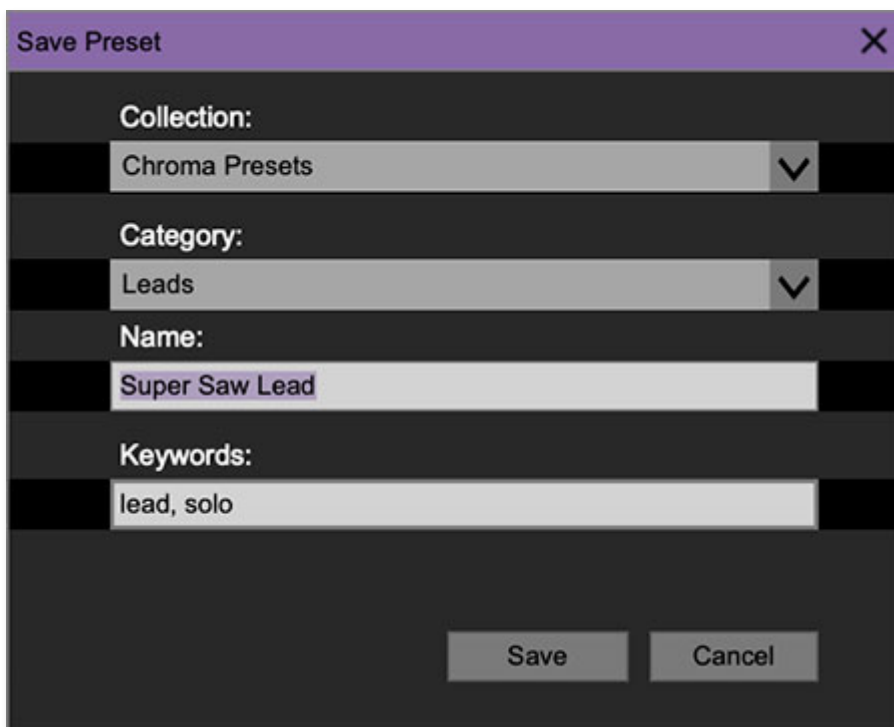 Save Preset
Collection:
Chroma Presets
Category:
Leads
Name:
Super Saw Lead
Keywords:
lead, solo
Save Cancel